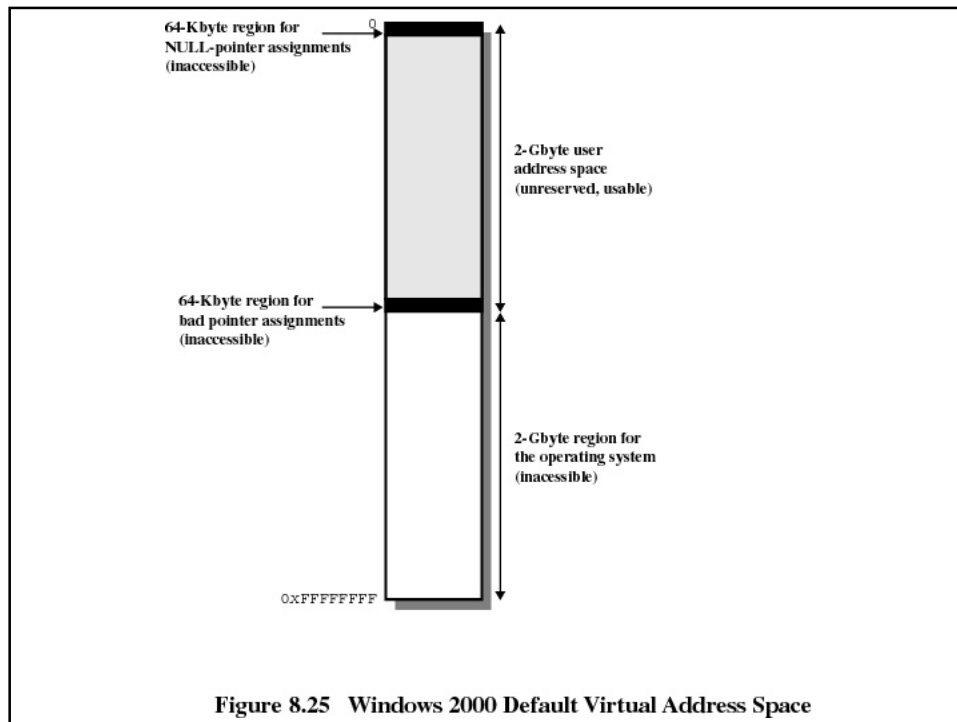 64-Kbyte region for
NULL-pointer assignments
(inaccessible)
0
2-Gbyte user
address space
(unreserved, usable)
64-Kbyte region for
bad pointer assignments
(inaccessible)
2-Gbyte region for
the operating system
(inacessible)
0xFFFFFFFF
Figure 8.25 Windows 2000 Default Virtual Address Space